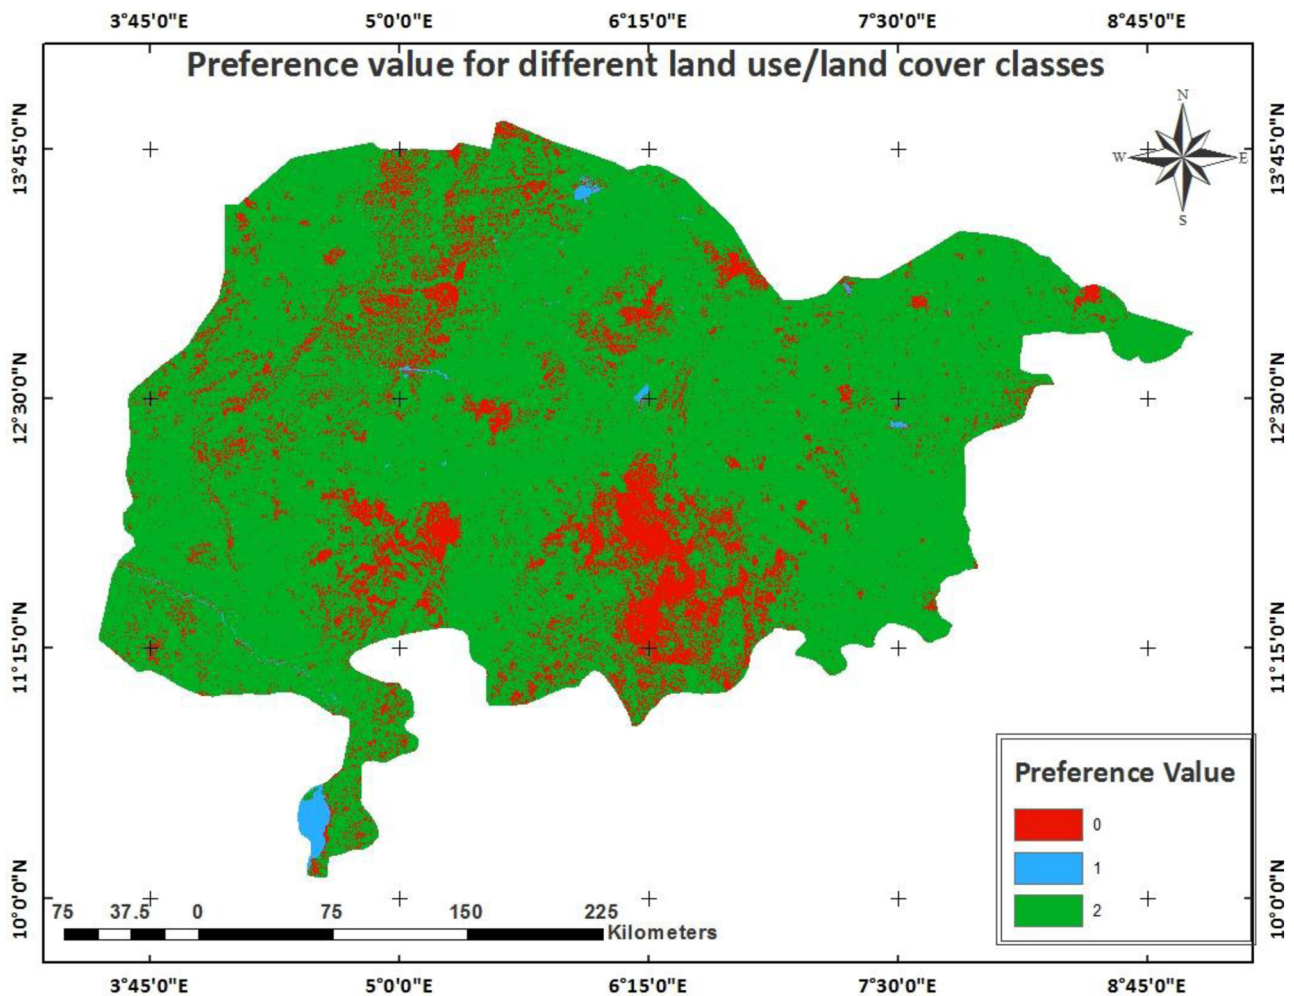 3°45'0"E 5°0'0"E 6°15'0"E 7°30'0"E 8°45'0"E
Preference value for different land use/land cover classes
N
W E
S
13°45'0"N 13°45'0"N
12°30'0"N 12°30'0"N
11°15'0"N 11°15'0"N
10°0'0"N 10°0'0"N
Preference Value
0
1
2
75 37.5 0 75 150 225
Kilometers
3°45'0"E 5°0'0"E 6°15'0"E 7°30'0"E 8°45'0"E